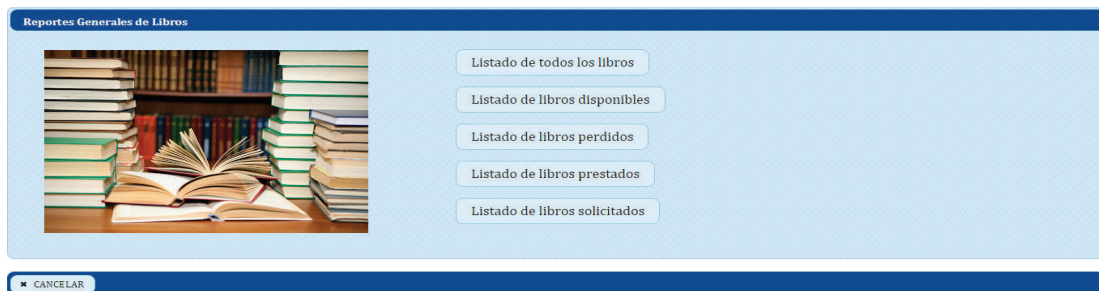 Reportes Generales de Libros
Listado de todos los libros
Listado de libros disponibles
Listado de libros perdidos
Listado de libros prestados
Listado de libros solicitados
✖ CANCELAR